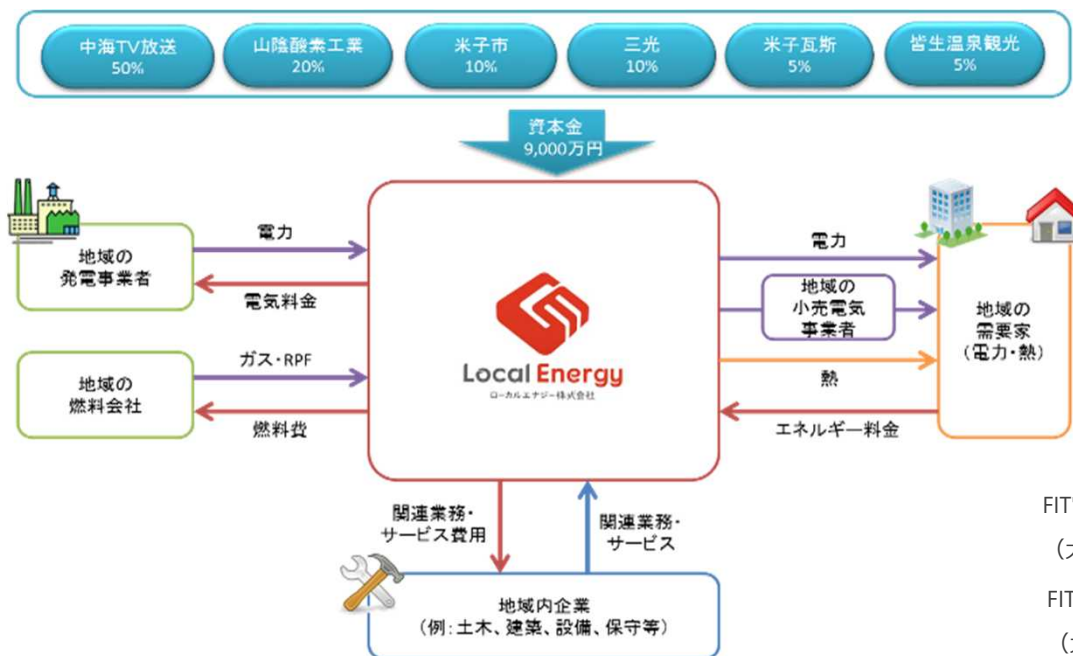 中海TV放送
50%
山陰酸素工業
20%
米子市
10%
三光
10%
米子瓦斯
5%
皆生温泉観光
5%
資本金
9,000万円
地域の
発電事業者
電力
電気料金
地域の
燃料会社
ガス・RPF
燃料費
Local Energy
ローカルエナジー株式会社
電力
地域の
小売電気
事業者
熱
エネルギー料金
地域の
需要家
(電力・熱)
関連業務・
サービス費用
関連業務・
サービス
地域内企業
(例:土木、建築、設備、保守等)
FIT
FIT